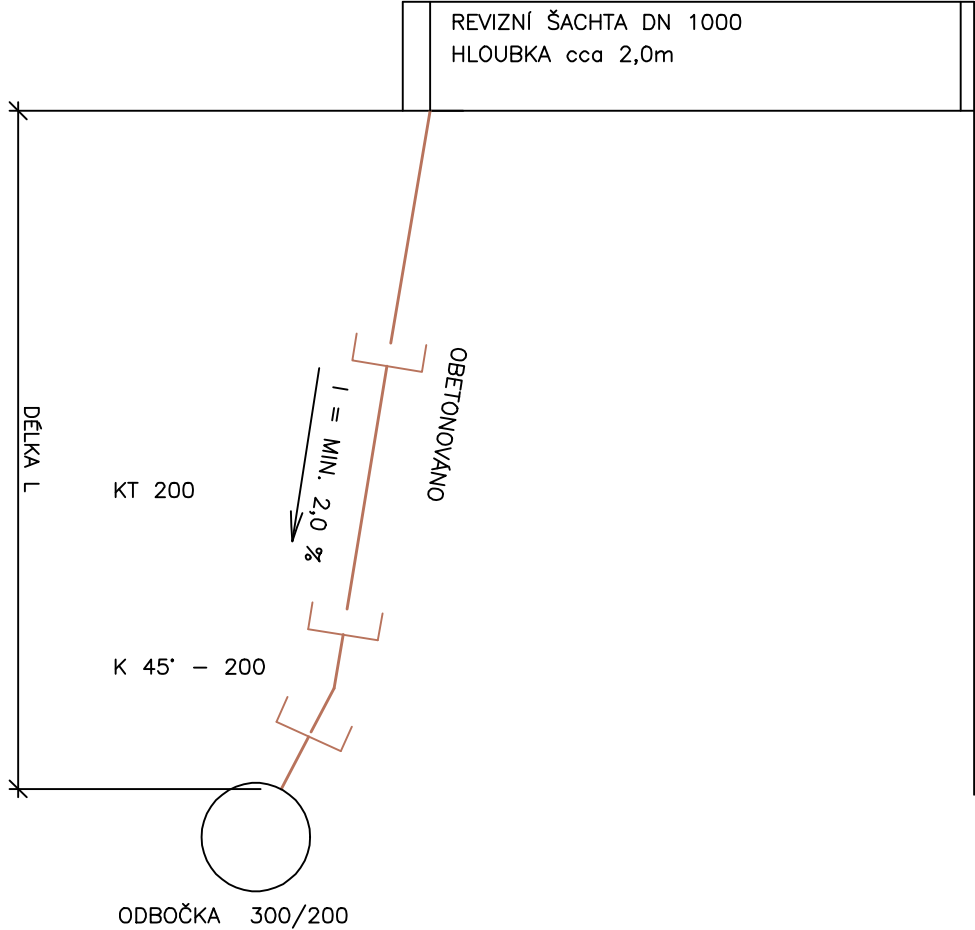 REVIZNÍ ŠACHTA DN 1000
HLOUBKA cca 2,0m
OBETONOVÁNO
I = MIN. 2,0 %
DÉLKA L
KT 200
K 45° – 200
ODBOČKA 300/200